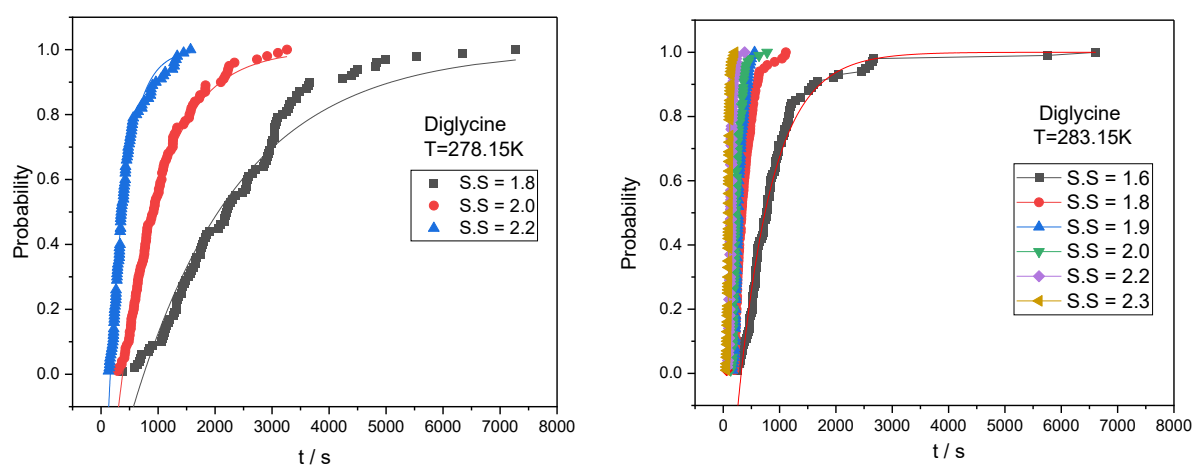 1.0
0.8
0.6
0.4
0.2
0.0
Probability
Diglycine
T=278.15K
S.S = 1.8
S.S = 2.0
S.S = 2.2
0 1000 2000 3000 4000 5000 6000 7000 8000
t / s
1.0
0.8
0.6
0.4
0.2
0.0
Probability
Diglycine
T=283.15K
S.S = 1.6
S.S = 1.8
S.S = 1.9
S.S = 2.0
S.S = 2.2
S.S = 2.3
0 1000 2000 3000 4000 5000 6000 7000 8000
t / s